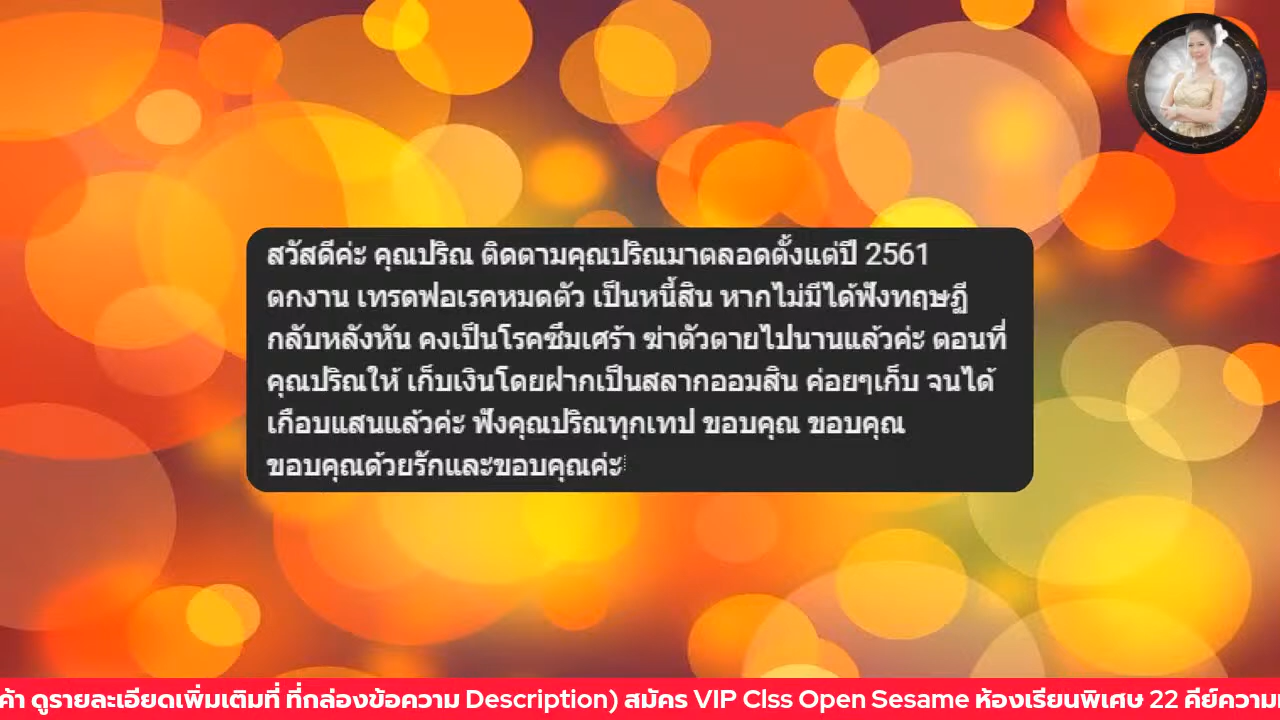 สวัสดีค่ะ คุณปริณ ติดตามคุณปริณมาตลอดตั้งแต่ปี 2561
ตกงาน เทรดฟอเรคหมดตัว เป็นหนี้สิน หากไม่มีได้ฟังทฤษฎี
กลับหลังหัน คงเป็นโรคซึมเศร้า ฆ่าตัวตายไปนานแล้วค่ะ ตอนที่
คุณปริณให้ เก็บเงินโดยฝากเป็นสลากออมสิน ค่อยๆเก็บ จนได้
เกือบแสนแล้วค่ะ ฟังคุณปริณทุกเทป ขอบคุณ ขอบคุณ
ขอบคุณด้วยรักและขอบคุณค่ะ
ค้า ดูรายละเอียดเพิ่มเติมที่ ที่กล่องข้อความ Description) สมัคร VIP Clss Open Sesame ห้องเรียนพิเศษ 22 คีย์ความ